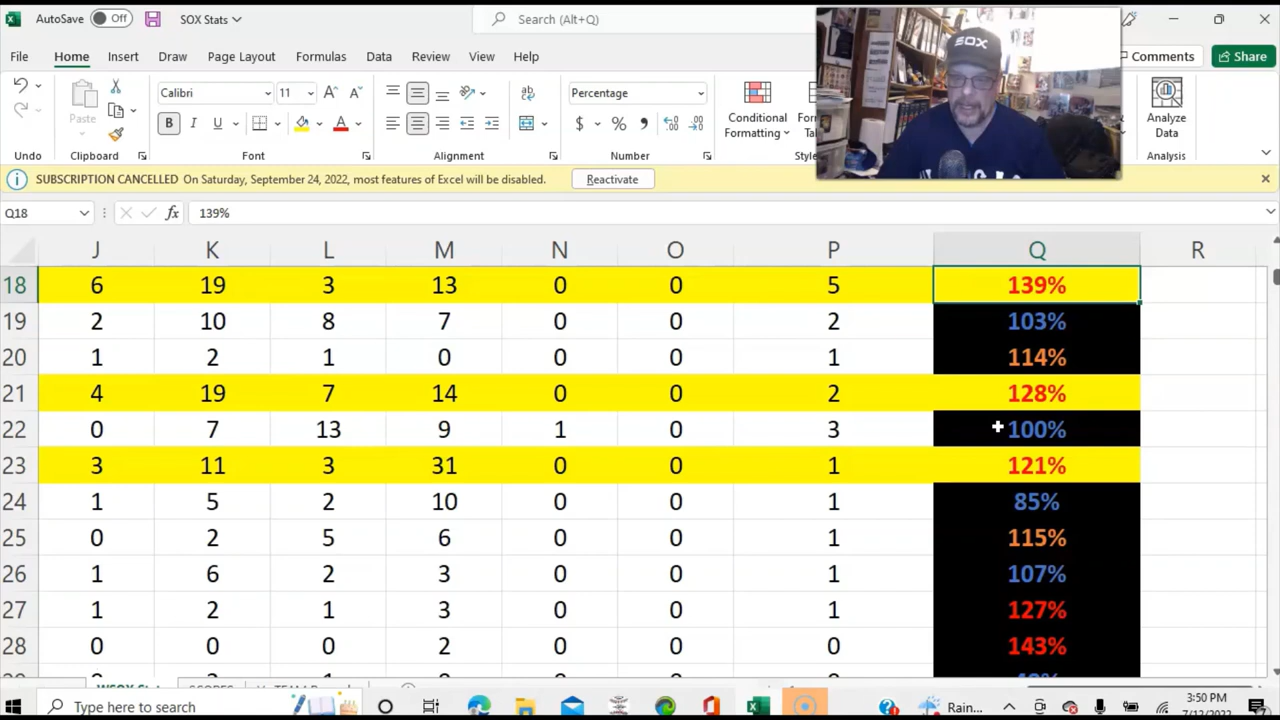 AutoSave Off SOX Stats Search (Alt+Q)
SOX
File Home Insert Draw Page Layout Formulas Data Review View Help Comments Share
Calibri 11 Percentage
Paste B I U $ % Conditional Formatting Analyze Data
Undo Clipboard Font Alignment Number Analysis
SUBSCRIPTION CANCELLED On Saturday, September 24, 2022, most features of Excel will be disabled. Reactivate
Q18 fx 139%
J K L M N O P Q R
18 6 19 3 13 0 0 5 139%
19 2 10 8 7 0 0 2 103%
20 1 2 1 0 0 0 1 114%
21 4 19 7 14 0 0 2 128%
22 0 7 13 9 1 0 3 100%
23 3 11 3 31 0 0 1 121%
24 1 5 2 10 0 0 1 85%
25 0 2 5 6 0 0 1 115%
26 1 6 2 3 0 0 1 107%
27 1 2 1 3 0 0 1 127%
28 0 0 0 2 0 0 0 143%
Type here to search Rain... 3:50 PM